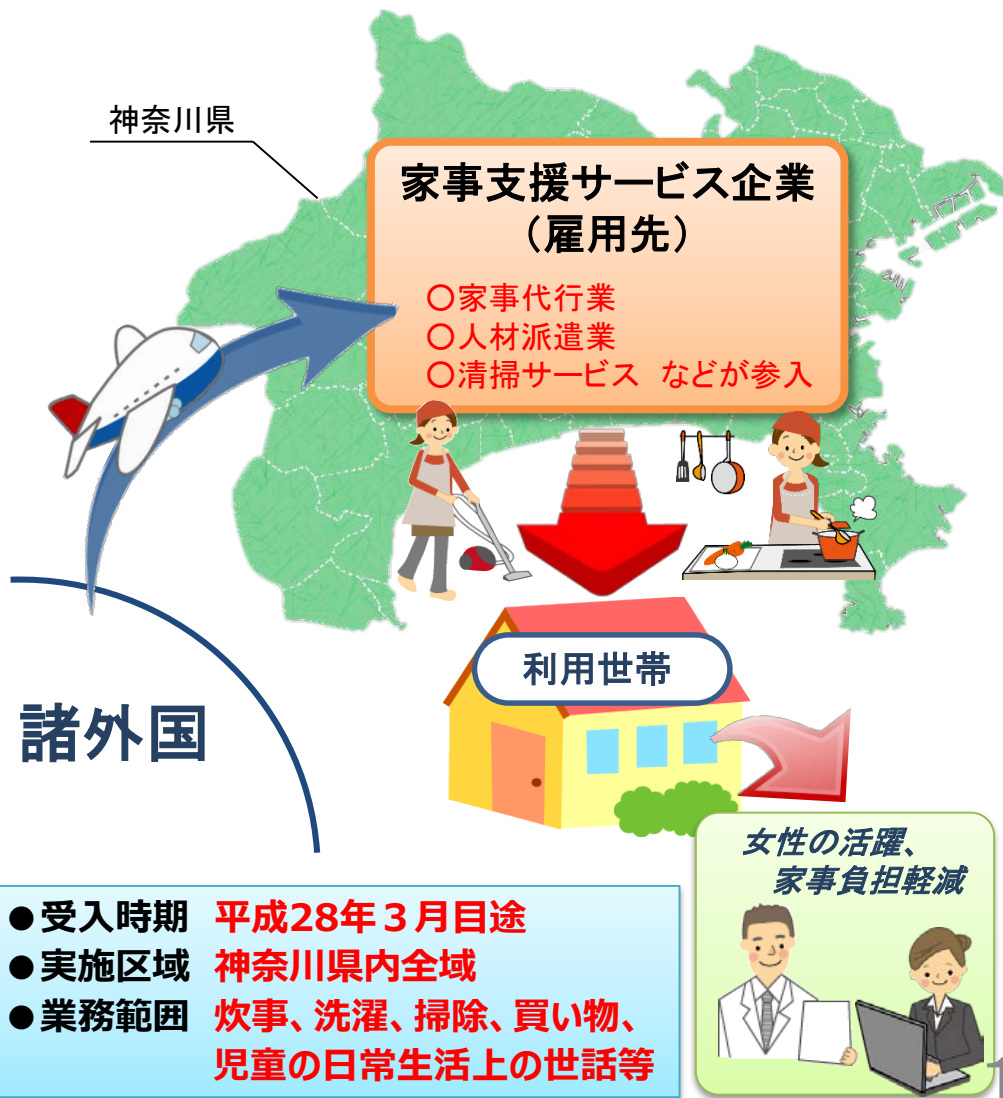 神奈川県
家事支援サービス企業
（雇用先）
○家事代行業
○人材派遣業
○清掃サービス　などが参入
利用世帯
諸外国
女性の活躍、
家事負担軽減
●受入時期　平成28年３月目途
●実施区域　神奈川県内全域
●業務範囲　炊事、洗濯、掃除、買い物、
児童の日常生活上の世話等